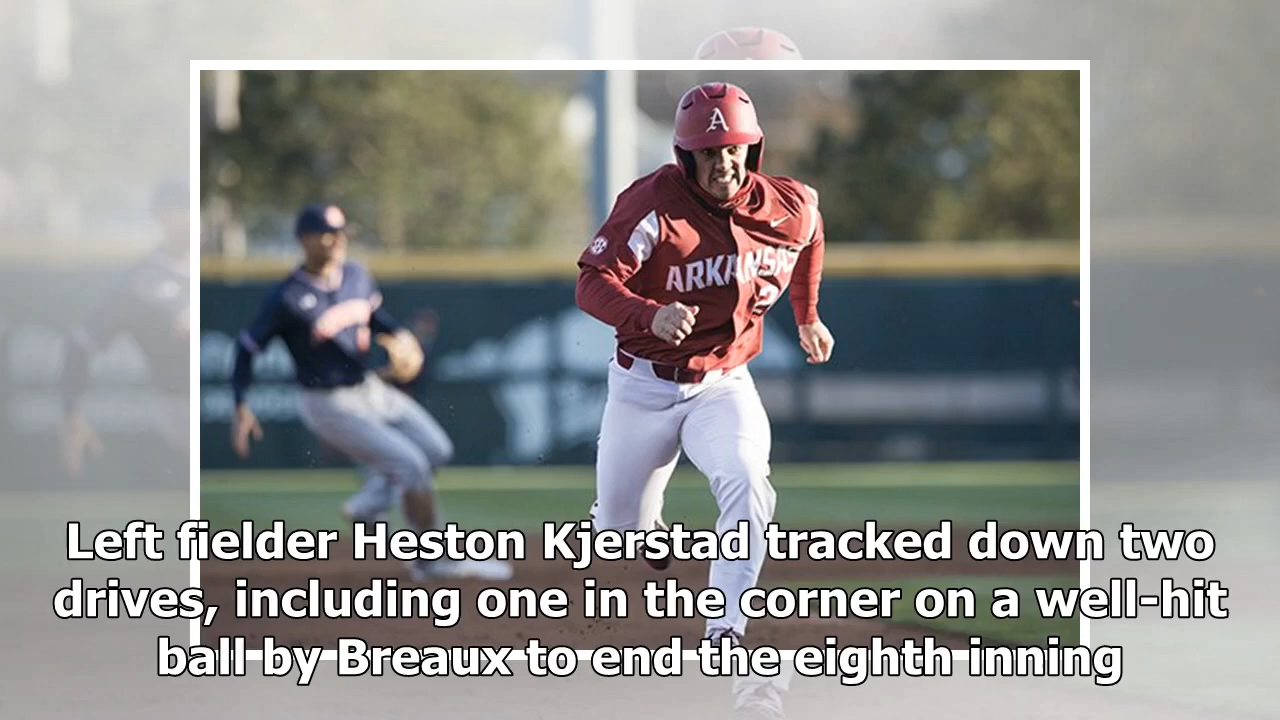 A
ARKANSAS
2
Left fielder Heston Kjerstad tracked down two
drives, including one in the corner on a well-hit
ball by Breaux to end the eighth inning